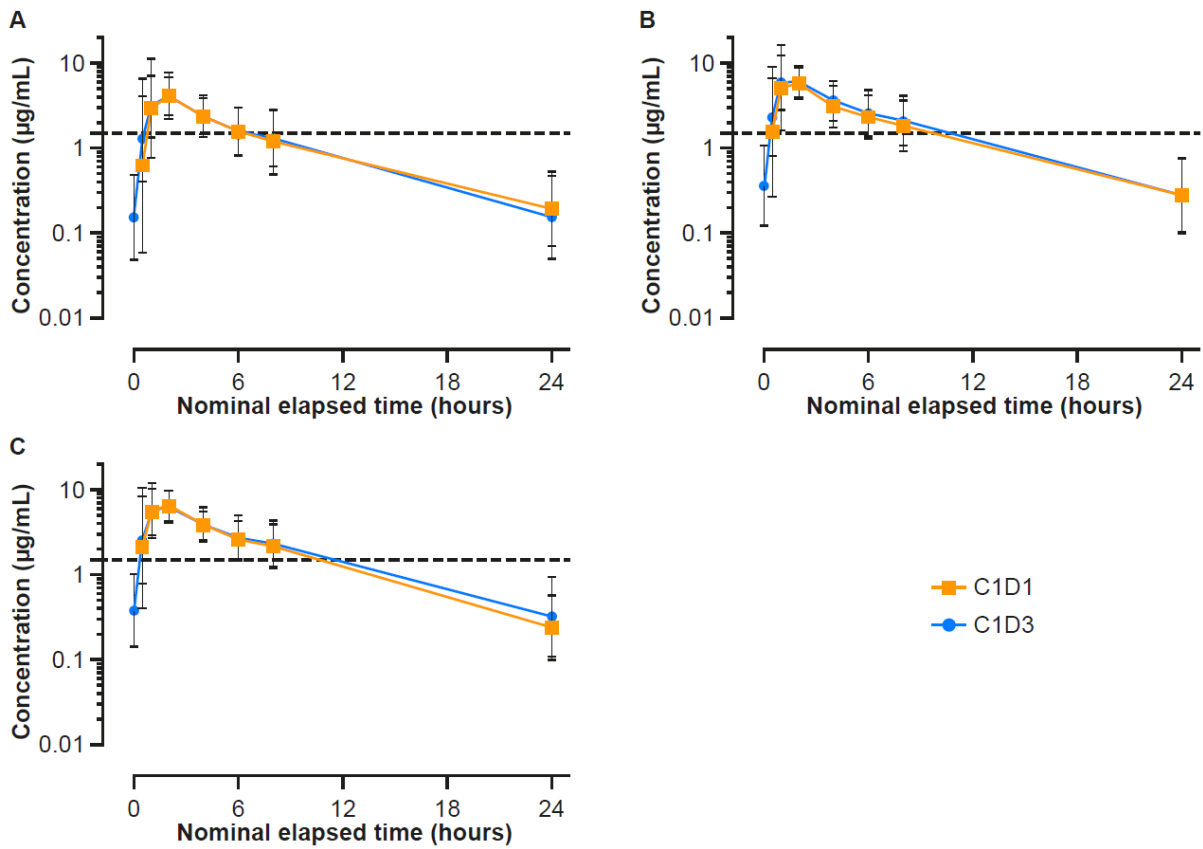 A
Concentration (µg/mL)
10
1
0.1
0.01
0 6 12 18 24
Nominal elapsed time (hours)
B
Concentration (µg/mL)
10
1
0.1
0.01
0 6 12 18 24
Nominal elapsed time (hours)
C
Concentration (µg/mL)
10
1
0.1
0.01
0 6 12 18 24
Nominal elapsed time (hours)
C1D1
C1D3